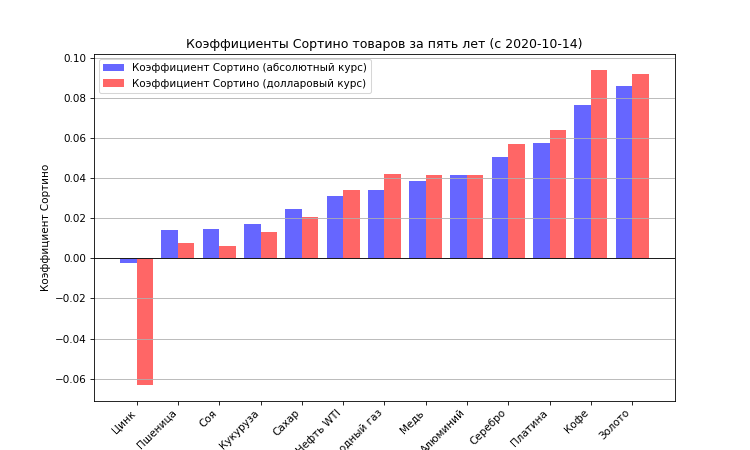 Коэффициенты Сортино товаров за пять лет (с 2020-10-14)
Коэффициент Сортино (абсолютный курс)
Коэффициент Сортино (долларовый курс)
Коэффициент Сортино
0.10
0.08
0.06
0.04
0.02
0.00
−0.02
−0.04
−0.06
Цинк
Пшеница
Соя
Кукуруза
Сахар
Нефть WTI
газ
Медь
Алюминий
Серебро
Платина
Кофе
Золото